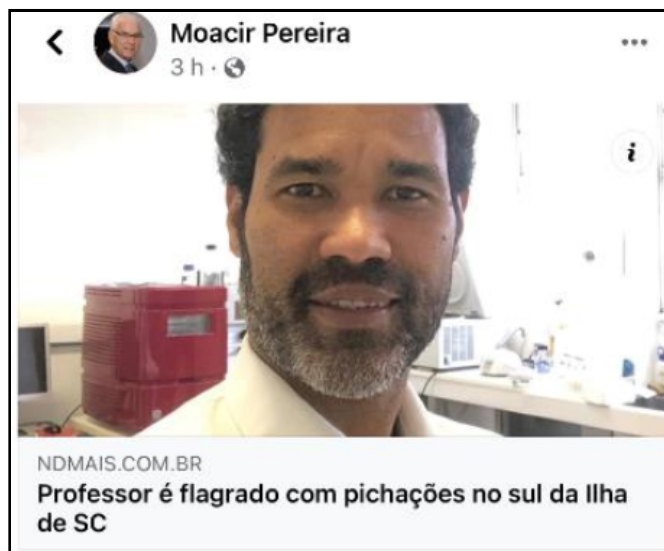 Moacir Pereira
3 h ·
i
NDMAIS.COM.BR
Professor é flagrado com pichações no sul da Ilha
de SC